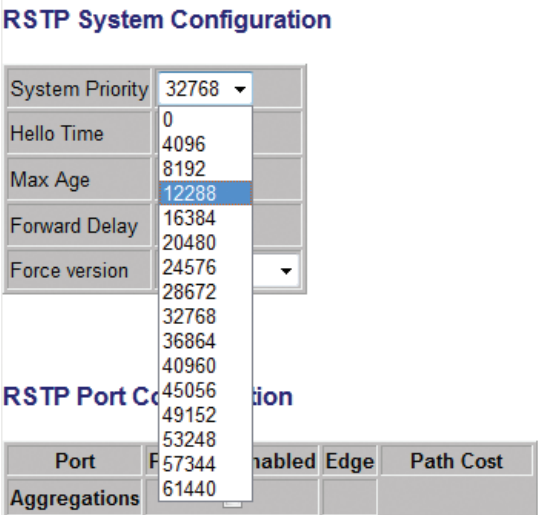 RSTP System Configuration
System Priority 32768
Hello Time
Max Age
Forward Delay
Force version
0
4096
8192
12288
16384
20480
24576
28672
32768
36864
40960
45056
49152
53248
57344
61440
RSTP Port Co tion
Port nabled Edge Path Cost
Aggregations